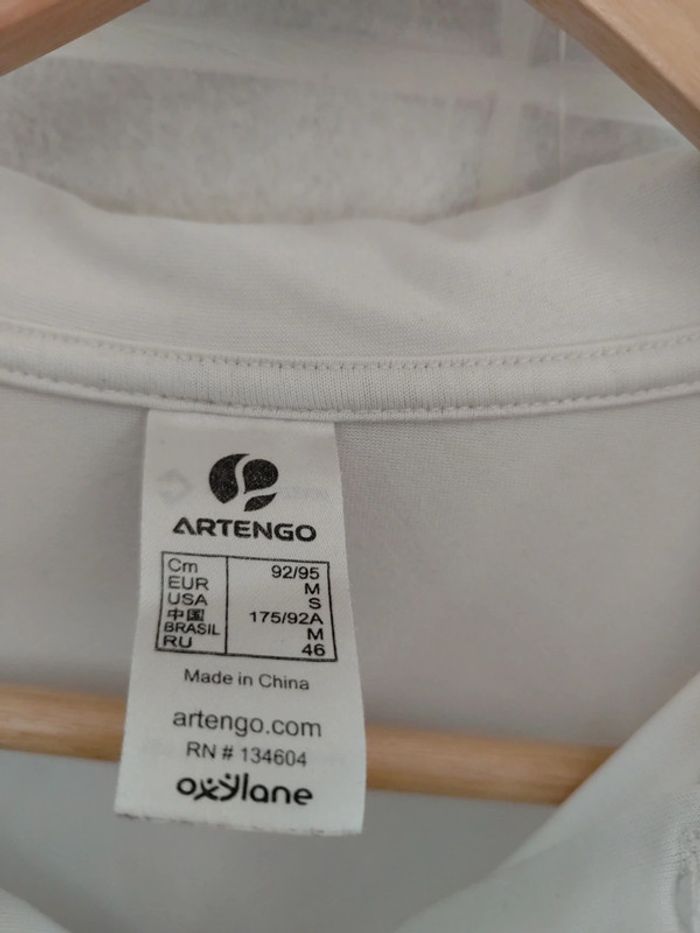 ARTENGO
Cm 92/95
EUR M
USA S
中国 175/92A
BRASIL M
RU 46
Made in China
artengo.com
RN # 134604
oxylane